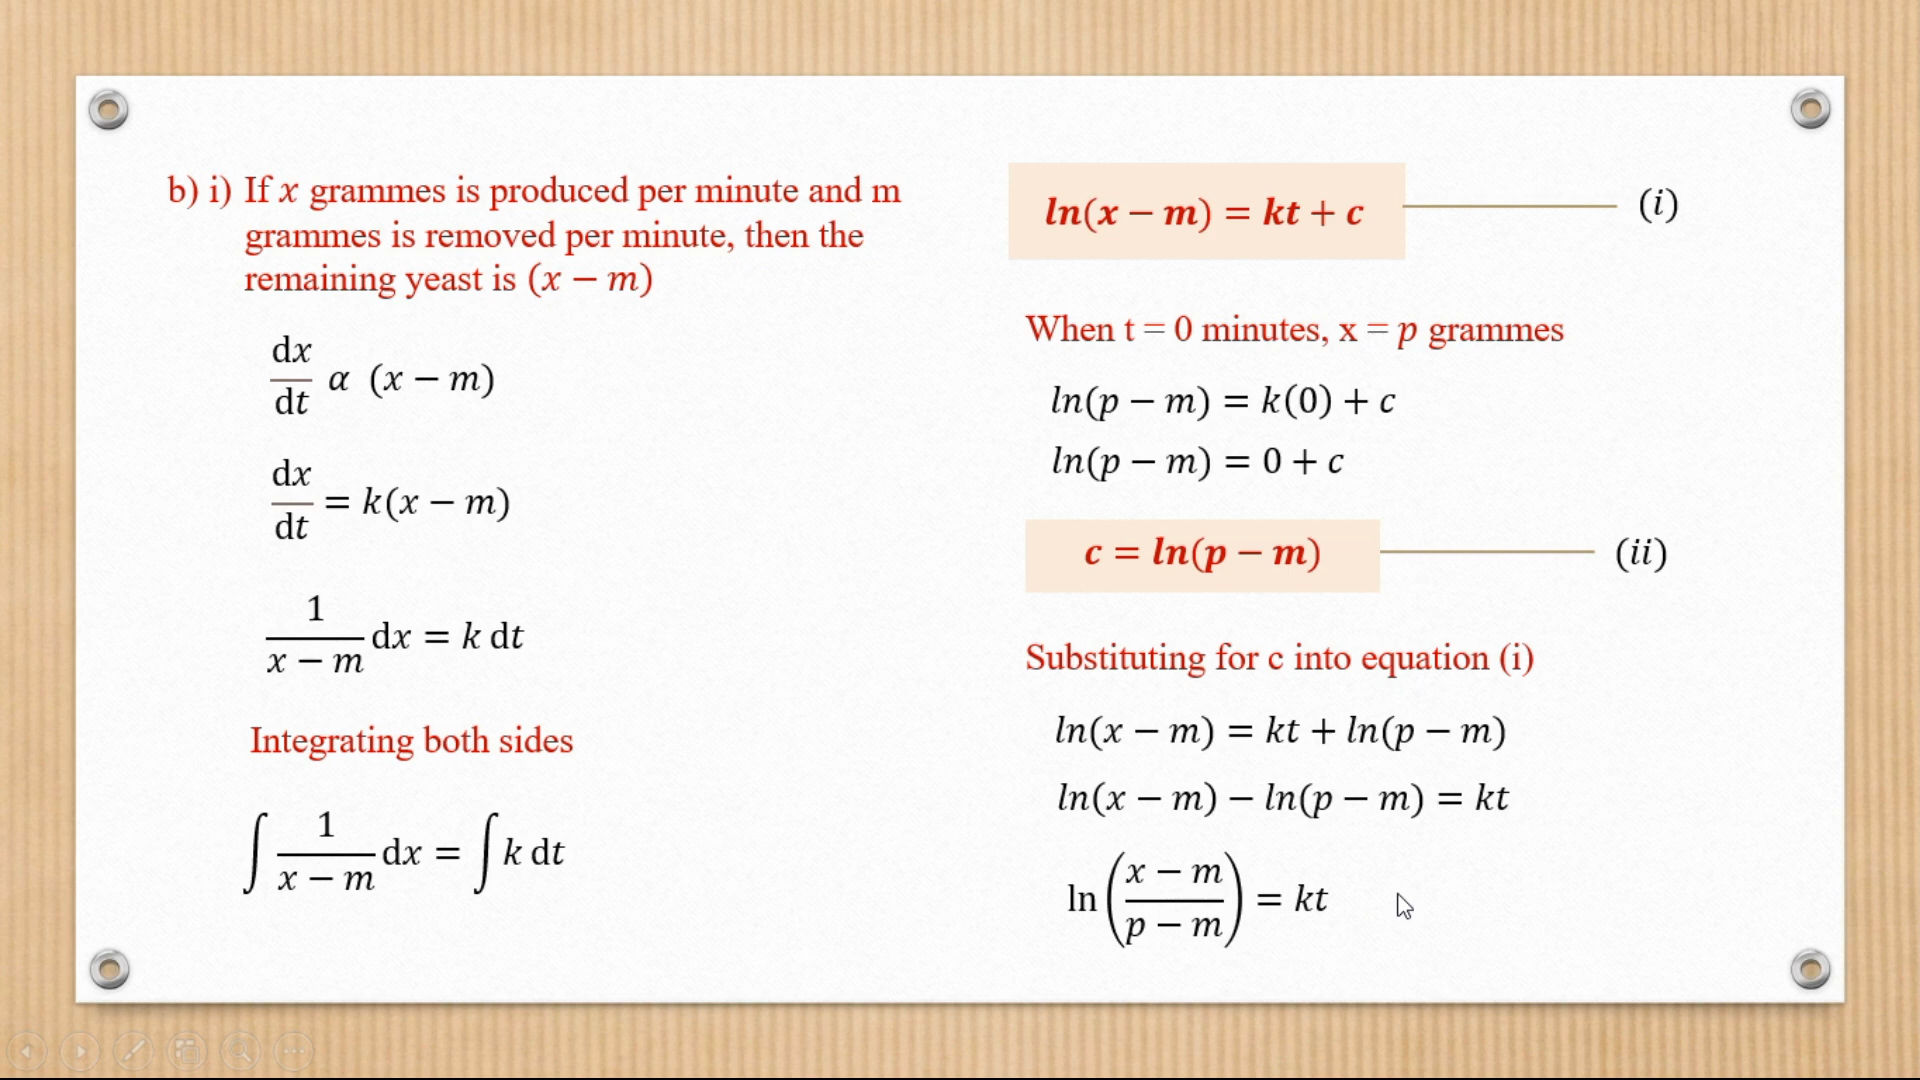 b) i) If x grammes is produced per minute and m
grammes is removed per minute, then the
remaining yeast is (x − m)
dx/dt α (x − m)
dx/dt = k(x − m)
1/(x − m) dx = k dt
Integrating both sides
∫ 1/(x − m) dx = ∫ k dt
ln(x − m) = kt + c (i)
When t = 0 minutes, x = p grammes
ln(p − m) = k(0) + c
ln(p − m) = 0 + c
c = ln(p − m) (ii)
Substituting for c into equation (i)
ln(x − m) = kt + ln(p − m)
ln(x − m) − ln(p − m) = kt
ln((x − m)/(p − m)) = kt